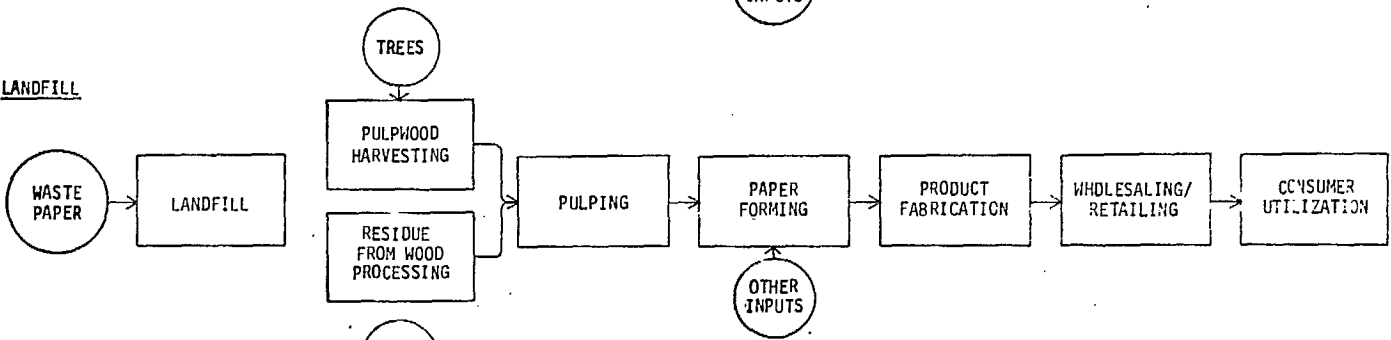 INPUTS
TREES
LANDFILL
PULPWOOD
HARVESTING
WASTE
PAPER
LANDFILL
PULPING
PAPER
FORMING
PRODUCT
FABRICATION
WHOLESALING/
RETAILING
CONSUMER
UTILIZATION
RESIDUE
FROM WOOD
PROCESSING
OTHER
INPUTS